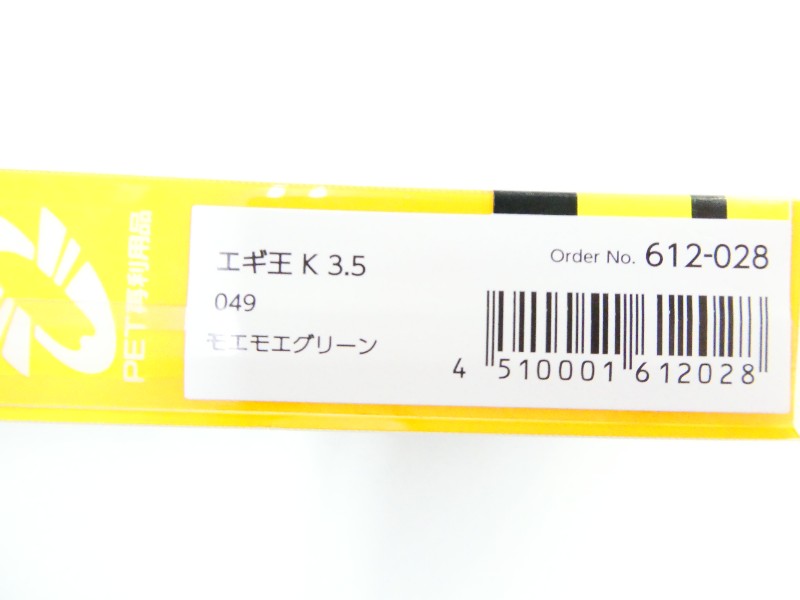 PET再利用品
エギ王 K 3.5
049
モエモエグリーン
Order No. 612-028
4 510001 612028